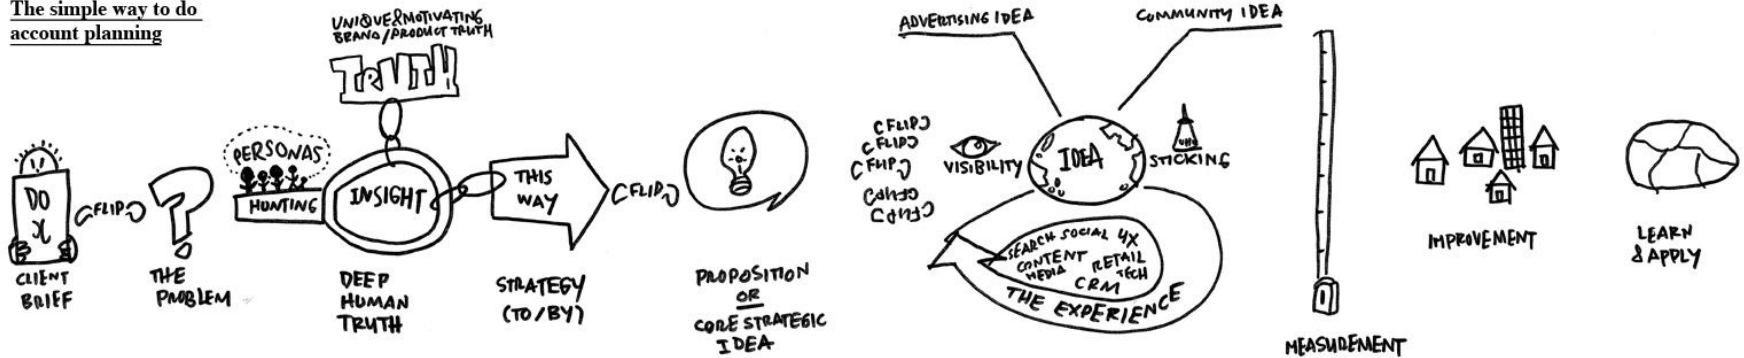 The simple way to do
account planning
DO
X
CLIENT
BRIEF
FLIP
THE
PROBLEM
UNIQUE & MOTIVATING
BRAND/PRODUCT TRUTH
TRUTH
PERSONAS
HUNTING
INSIGHT
DEEP
HUMAN
TRUTH
THIS
WAY
STRATEGY
(TO/BY)
FLIP
PROPOSITION
OR
CORE STRATEGIC
IDEA
ADVERTISING IDEA
COMMUNITY IDEA
FLIP
FLIP
FLIP
FLIP
FLIP
VISIBILITY
IDEA
UHU
STICKING
SEARCH SOCIAL UX
CONTENT RETAIL
MEDIA TECH
CRM
THE EXPERIENCE
MEASUREMENT
IMPROVEMENT
LEARN
& APPLY